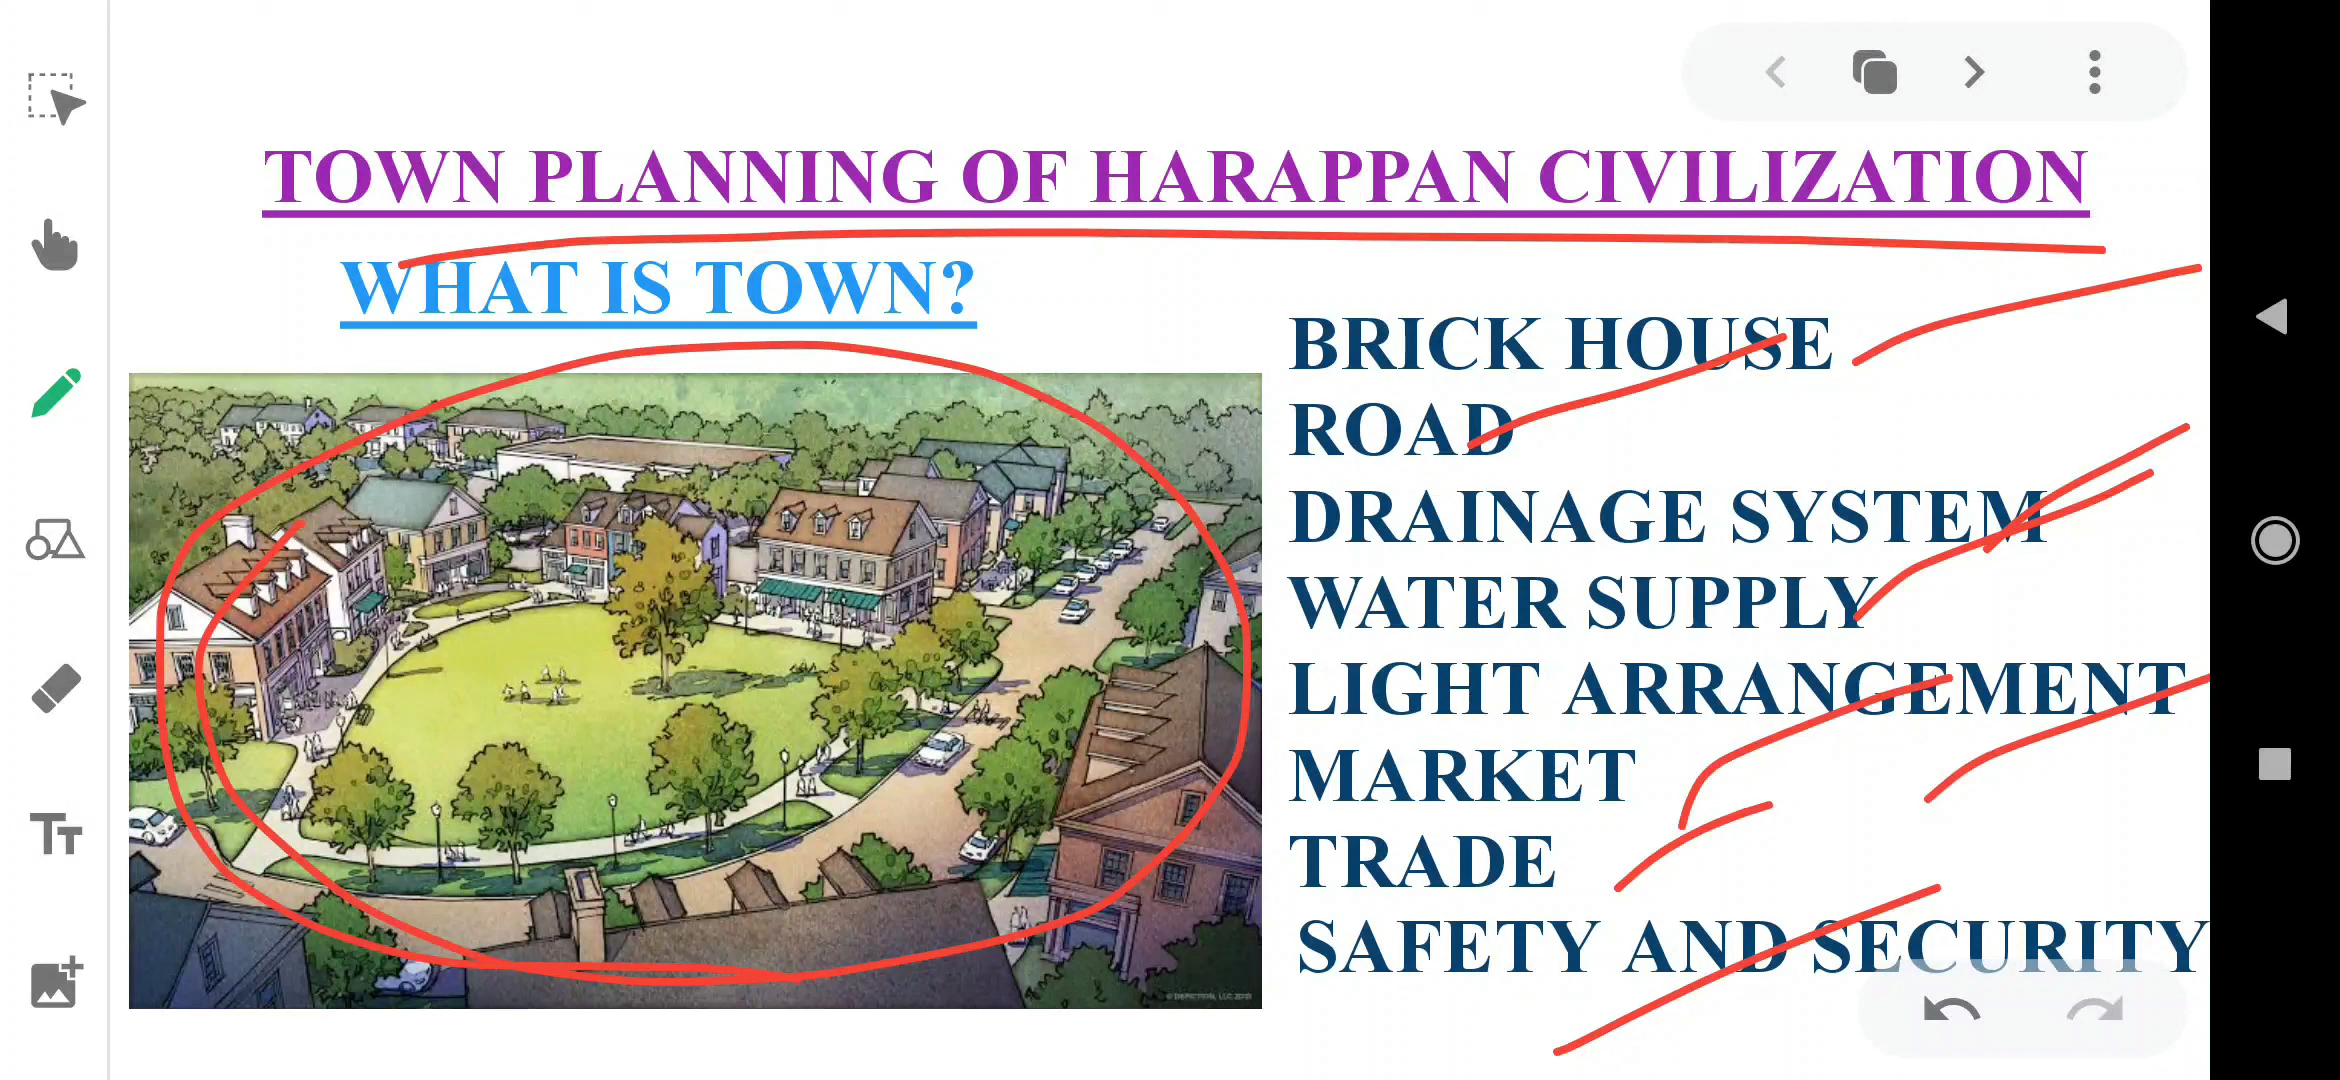 TOWN PLANNING OF HARAPPAN CIVILIZATION
WHAT IS TOWN?
BRICK HOUSE
ROAD
DRAINAGE SYSTEM
WATER SUPPLY
LIGHT ARRANGEMENT
MARKET
TRADE
SAFETY AND SECURITY
TT